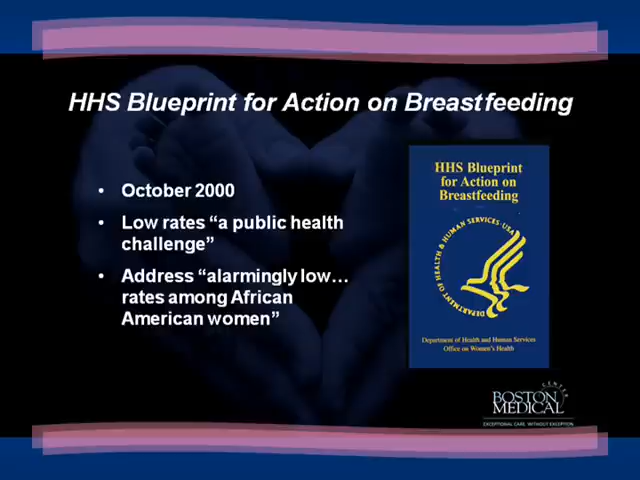 HHS Blueprint for Action on Breastfeeding
• October 2000
• Low rates “a public health
challenge”
• Address “alarmingly low…
rates among African
American women”
HHS Blueprint
for Action on
Breastfeeding
DEPARTMENT OF HEALTH & HUMAN SERVICES·USA
Department of Health and Human Services
Office on Women's Health
BOSTON
MEDICAL
CENTER
EXCEPTIONAL CARE. WITHOUT EXCEPTION.